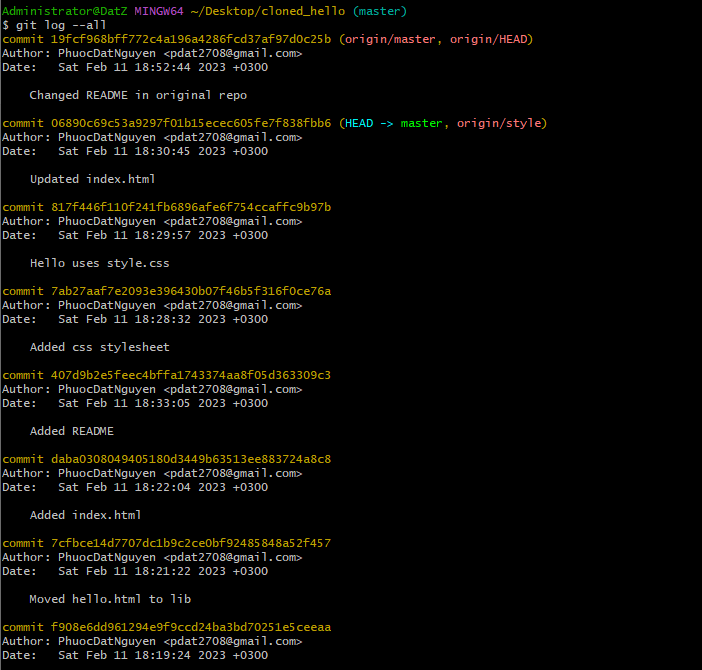 Administrator@DatZ MINGW64 ~/Desktop/cloned_hello (master)
$ git log --all
commit 19fcf968bff772c4a196a4286fcd37af97d0c25b (origin/master, origin/HEAD)
Author: PhuocDatNguyen <pdat2708@gmail.com>
Date:   Sat Feb 11 18:52:44 2023 +0300
Changed README in original repo
commit 06890c69c53a9297f01b15ecec605fe7f838fbb6 (HEAD -> master, origin/style)
Author: PhuocDatNguyen <pdat2708@gmail.com>
Date:   Sat Feb 11 18:30:45 2023 +0300
Updated index.html
commit 817f446f110f241fb6896afe6f754ccaffc9b97b
Author: PhuocDatNguyen <pdat2708@gmail.com>
Date:   Sat Feb 11 18:29:57 2023 +0300
Hello uses style.css
commit 7ab27aaf7e2093e396430b07f46b5f316f0ce76a
Author: PhuocDatNguyen <pdat2708@gmail.com>
Date:   Sat Feb 11 18:28:32 2023 +0300
Added css stylesheet
commit 407d9b2e5feec4bffa1743374aa8f05d363309c3
Author: PhuocDatNguyen <pdat2708@gmail.com>
Date:   Sat Feb 11 18:33:05 2023 +0300
Added README
commit daba0308049405180d3449b63513ee883724a8c8
Author: PhuocDatNguyen <pdat2708@gmail.com>
Date:   Sat Feb 11 18:22:04 2023 +0300
Added index.html
commit 7cfbce14d7707dc1b9c2ce0bf92485848a52f457
Author: PhuocDatNguyen <pdat2708@gmail.com>
Date:   Sat Feb 11 18:21:22 2023 +0300
Moved hello.html to lib
commit f908e6dd961294e9f9ccd24ba3bd70251e5ceeaa
Author: PhuocDatNguyen <pdat2708@gmail.com>
Date:   Sat Feb 11 18:19:24 2023 +0300